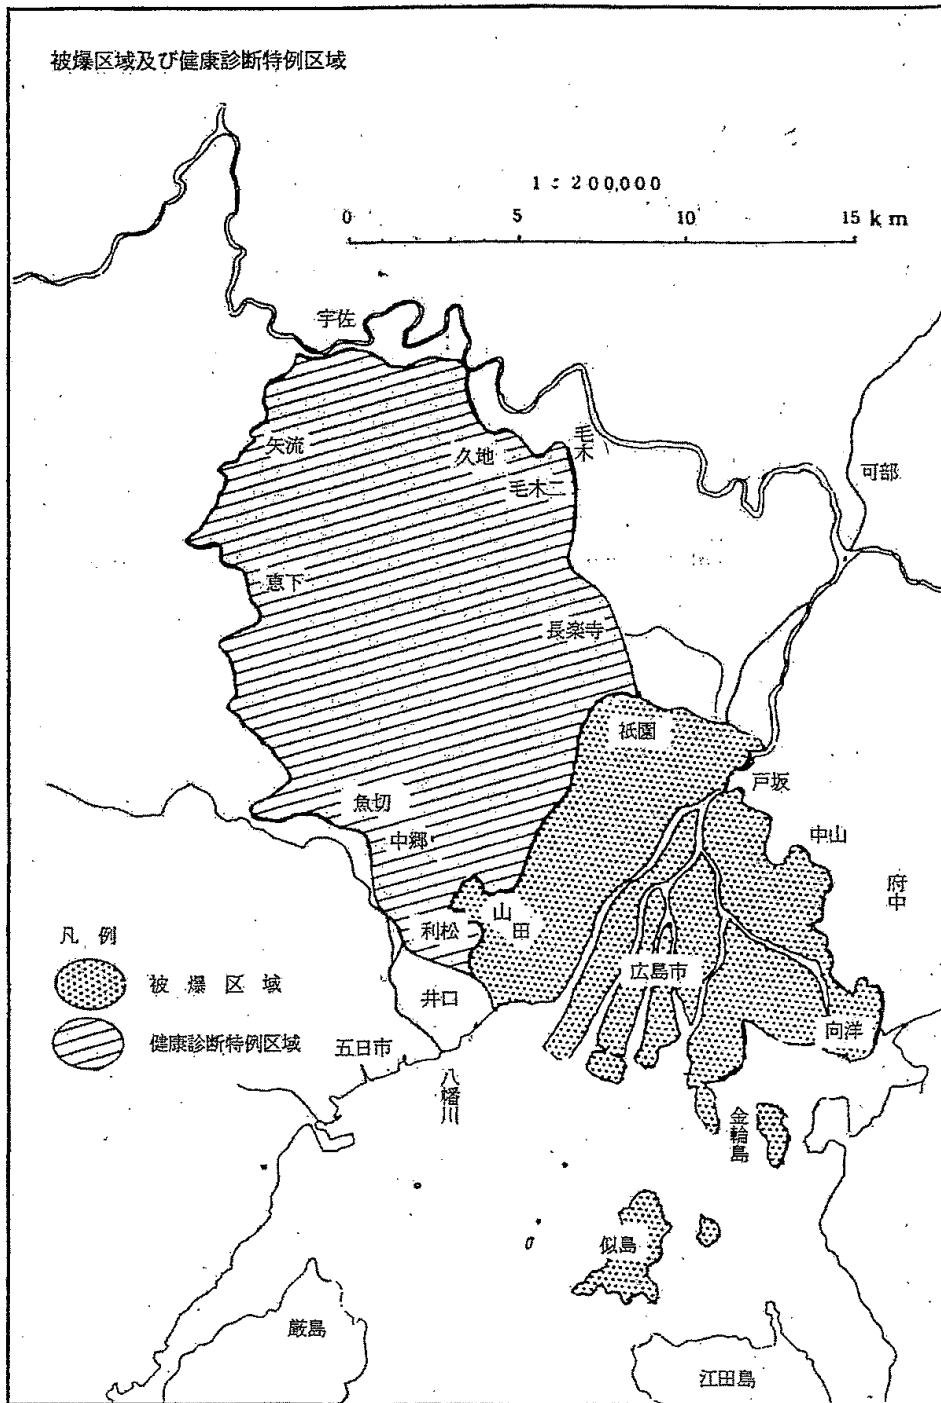 被爆区域及び健康診断特例区域
1:200,000
0 5 10 15 km
宇佐
矢流
久地
毛木
毛木二
可部
恵下
長楽寺
祇園
戸坂
魚切
中郷
中山
府中
山田
利松
凡例
被爆区域
広島市
井口
向洋
健康診断特例区域
五日市
八幡川
金輪島
似島
厳島
江田島